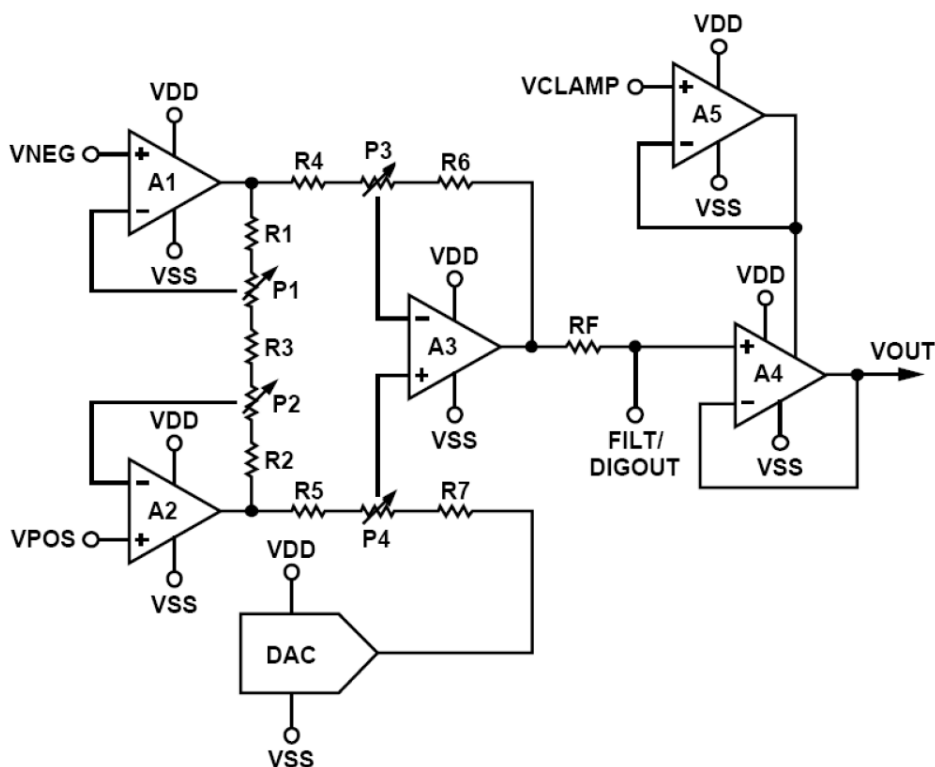 VDD
VCLAMP
+
A5
−
VSS
VDD
VNEG
+
A1
−
VSS
R4
P3
R6
R1
P1
R3
P2
R2
VDD
−
A3
+
VSS
RF
FILT/
DIGOUT
VDD
+
A4
−
VSS
VOUT
VDD
−
A2
+
VPOS
VSS
R5
P4
R7
VDD
DAC
VSS